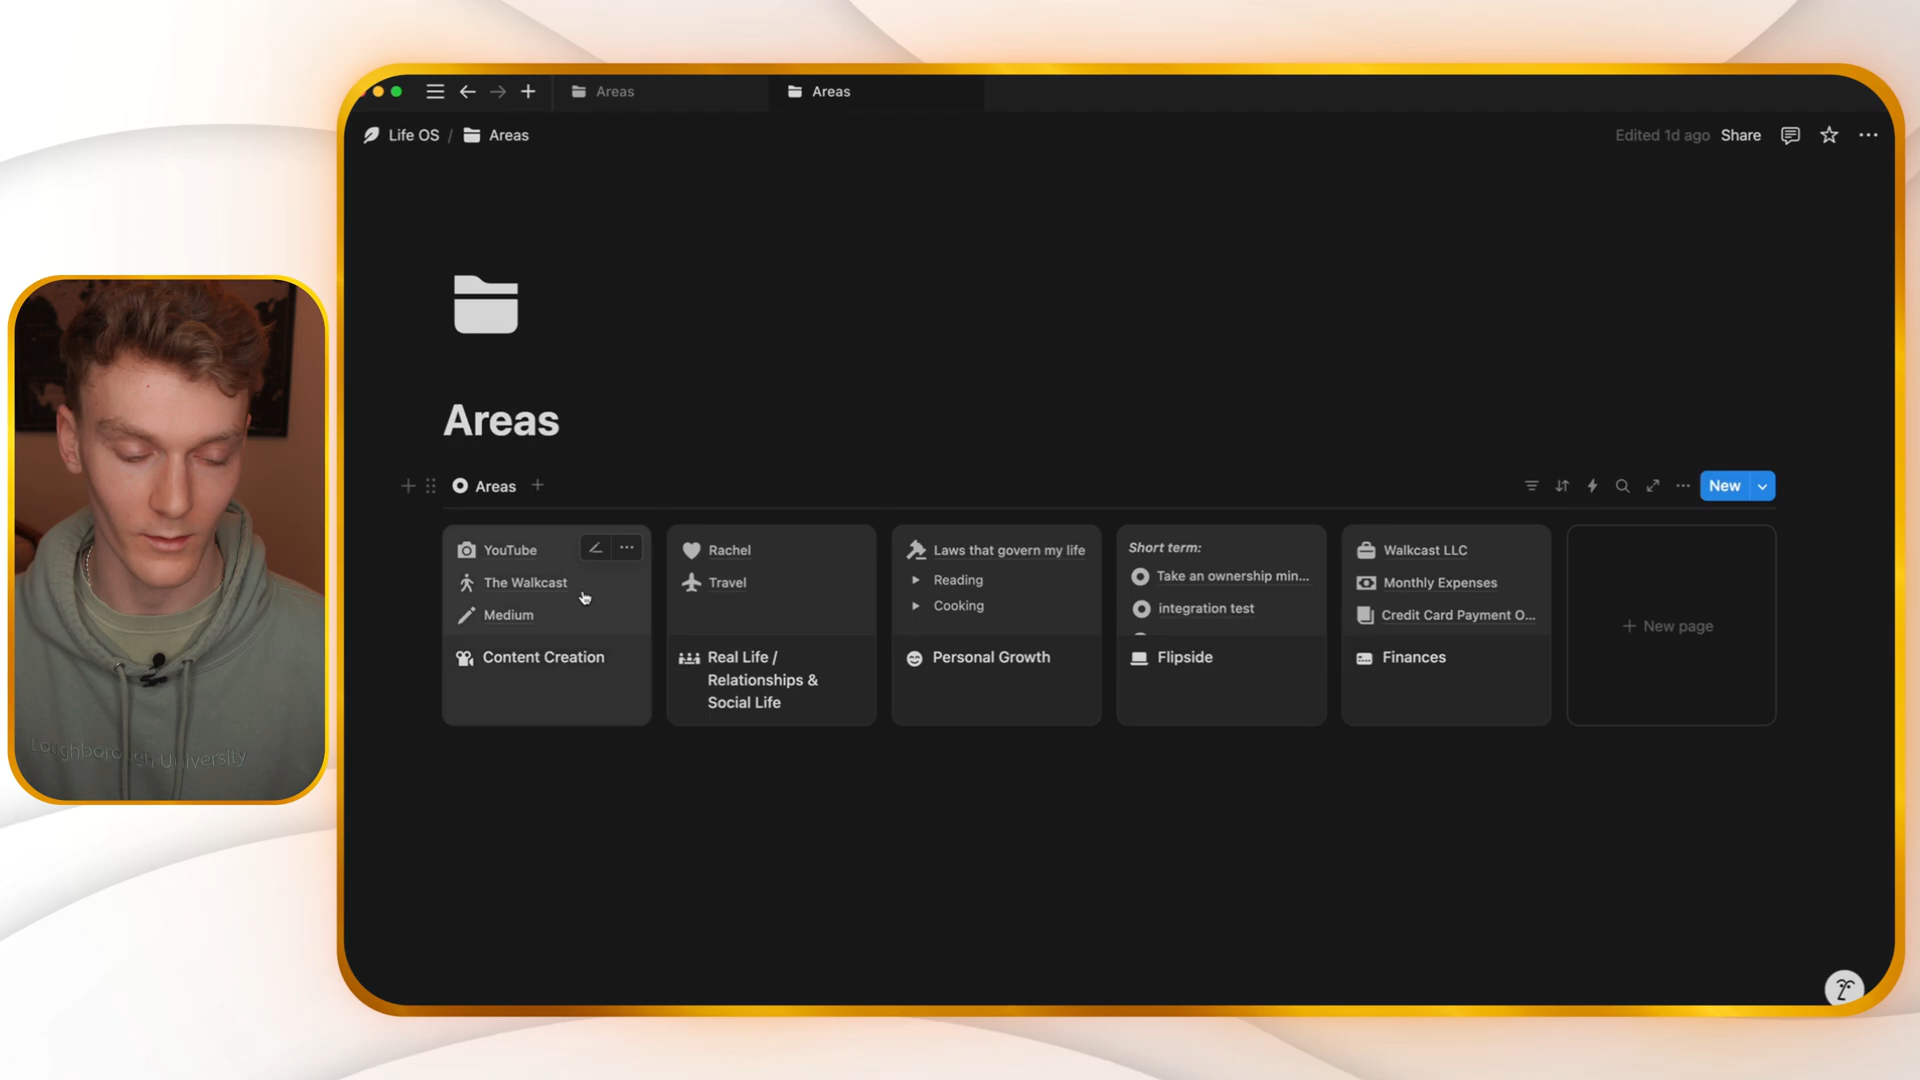 Areas
Areas
Life OS / Areas
Edited 1d ago Share
Areas
Areas
New
YouTube
The Walkcast
Medium
Content Creation
Rachel
Travel
Real Life /
Relationships &
Social Life
Laws that govern my life
Reading
Cooking
Personal Growth
Short term:
Take an ownership min...
integration test
Flipside
Walkcast LLC
Monthly Expenses
Credit Card Payment O...
Finances
New page
Loughborough University